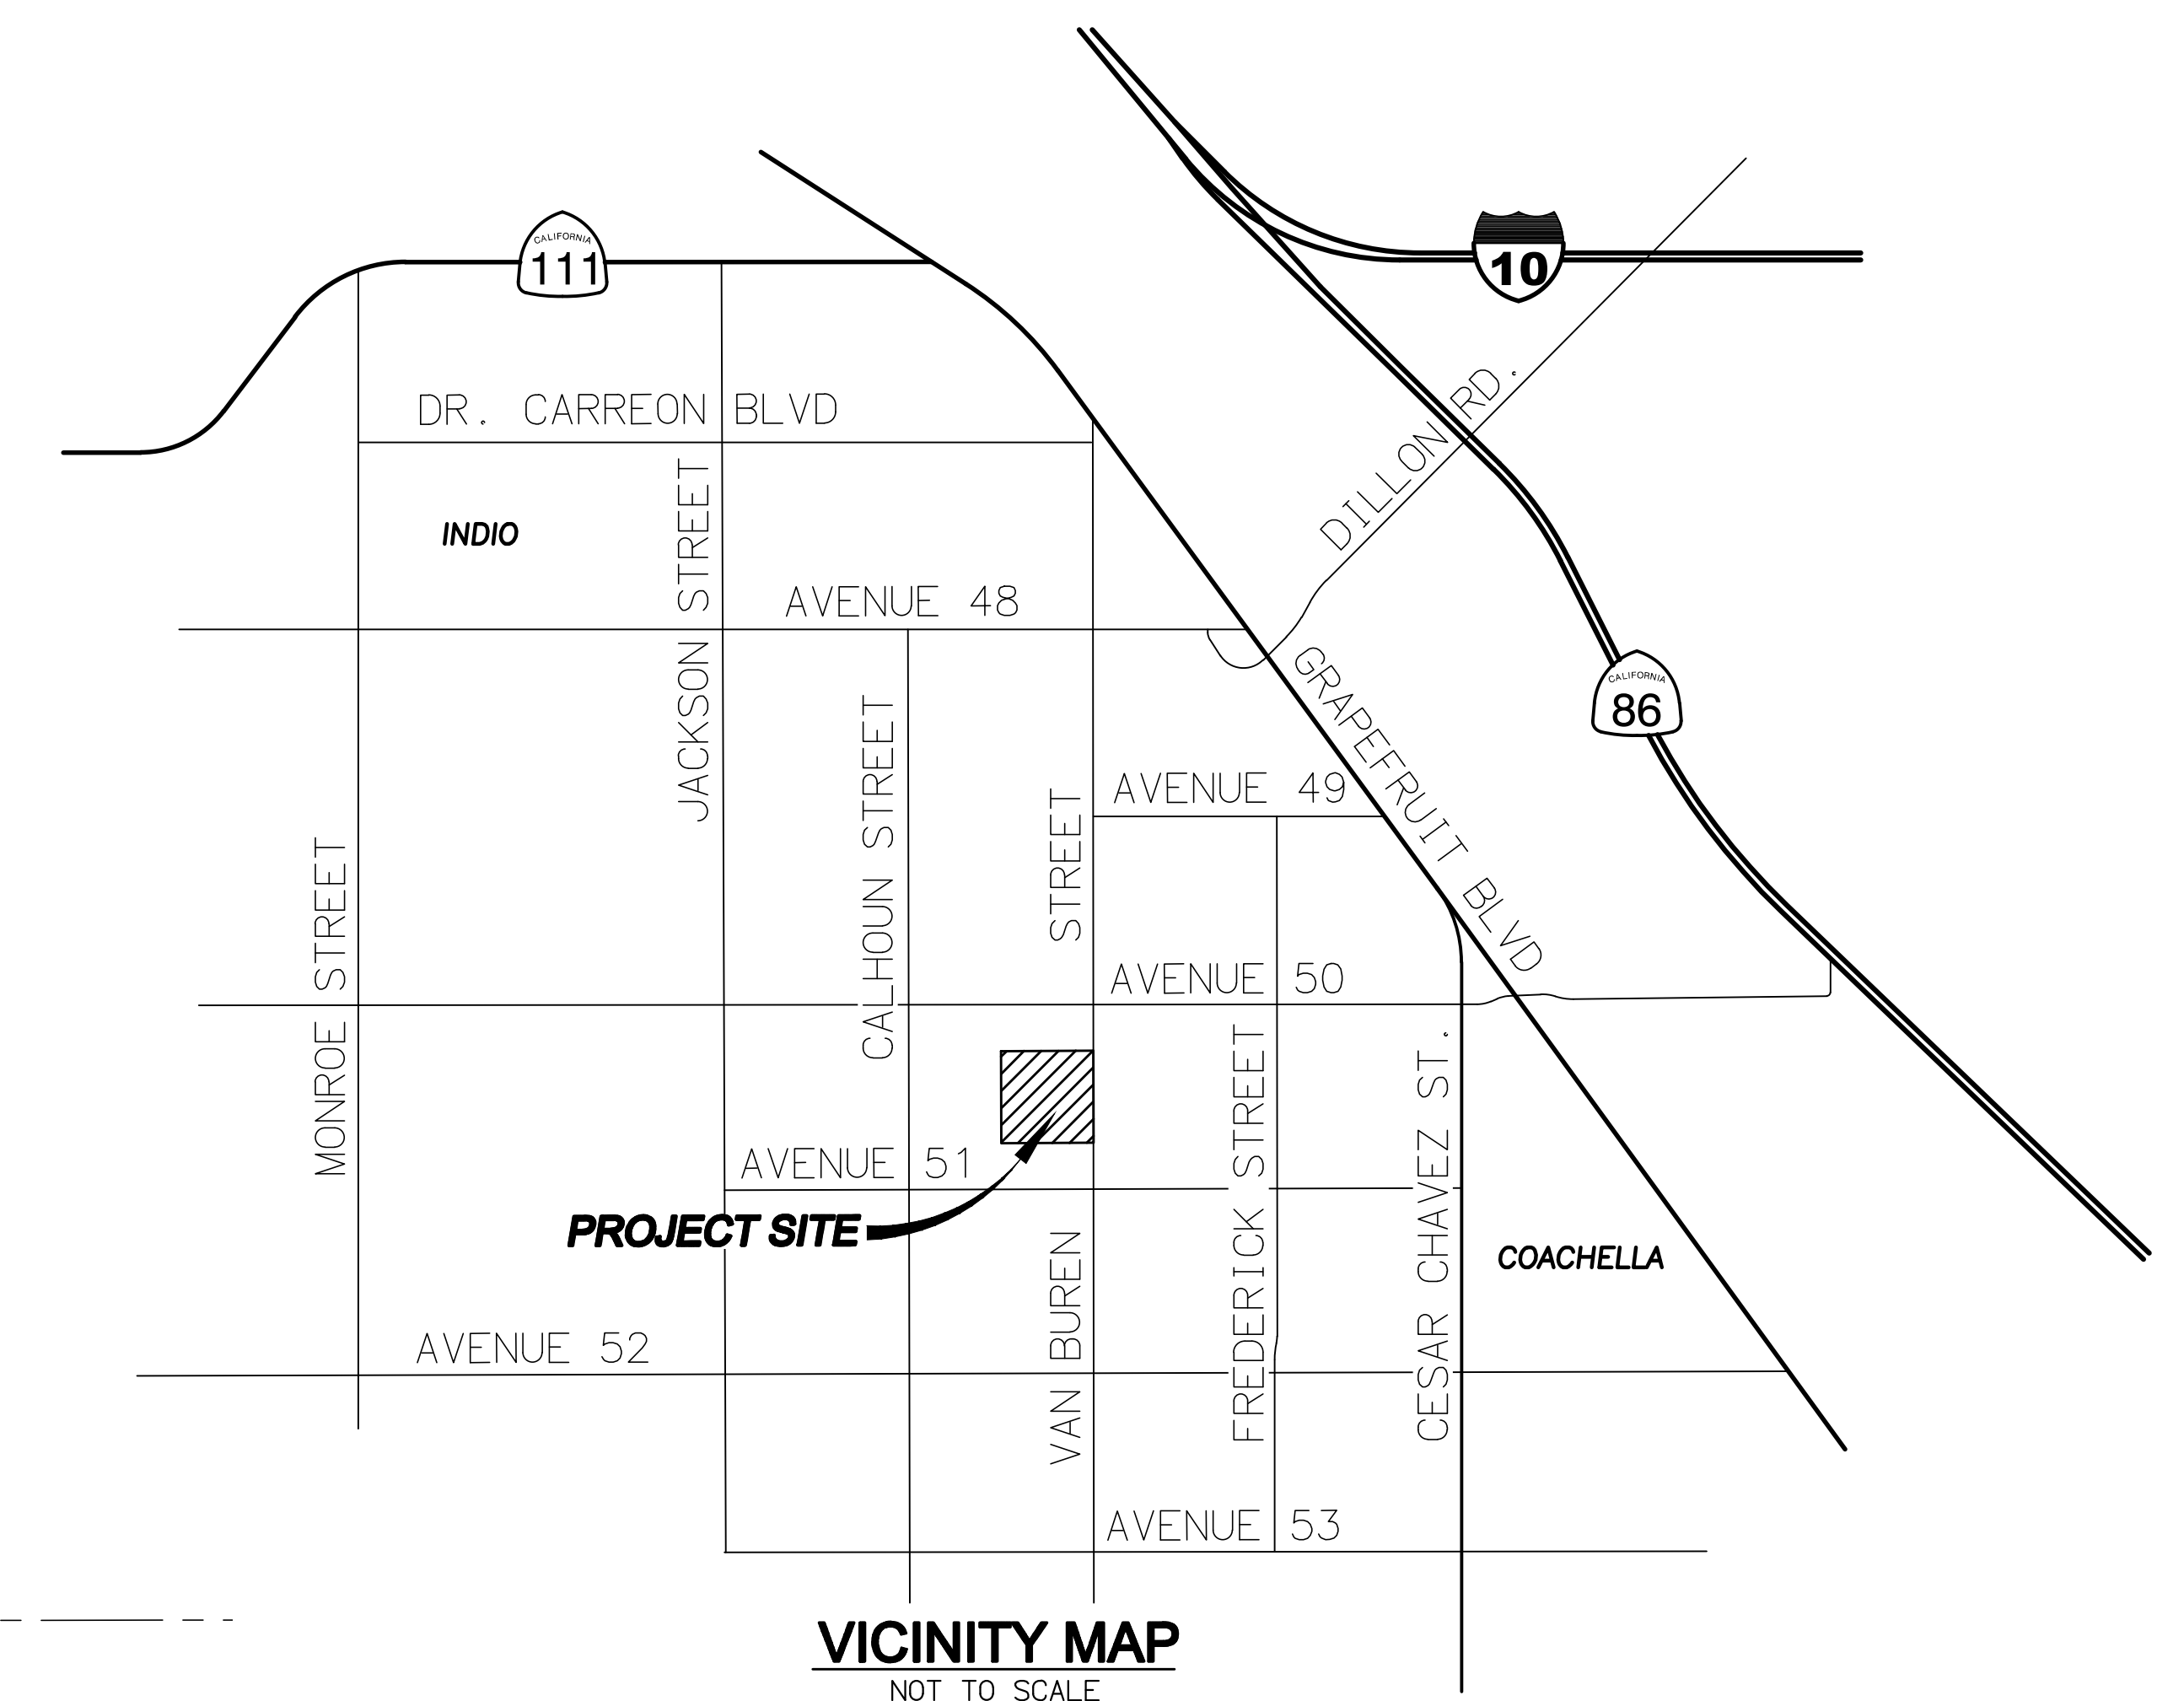 CALIFORNIA
111
10
DR. CARREON BLVD
DILLON RD.
INDIO
JACKSON STREET
AVENUE 48
GRAPEFRUIT BLVD
CALIFORNIA
86
CALHOUN STREET
AVENUE 49
MONROE STREET
VAN BUREN STREET
AVENUE 50
FREDERICK STREET
CESAR CHAVEZ ST.
AVENUE 51
PROJECT SITE
COACHELLA
AVENUE 52
AVENUE 53
VICINITY MAP
NOT TO SCALE